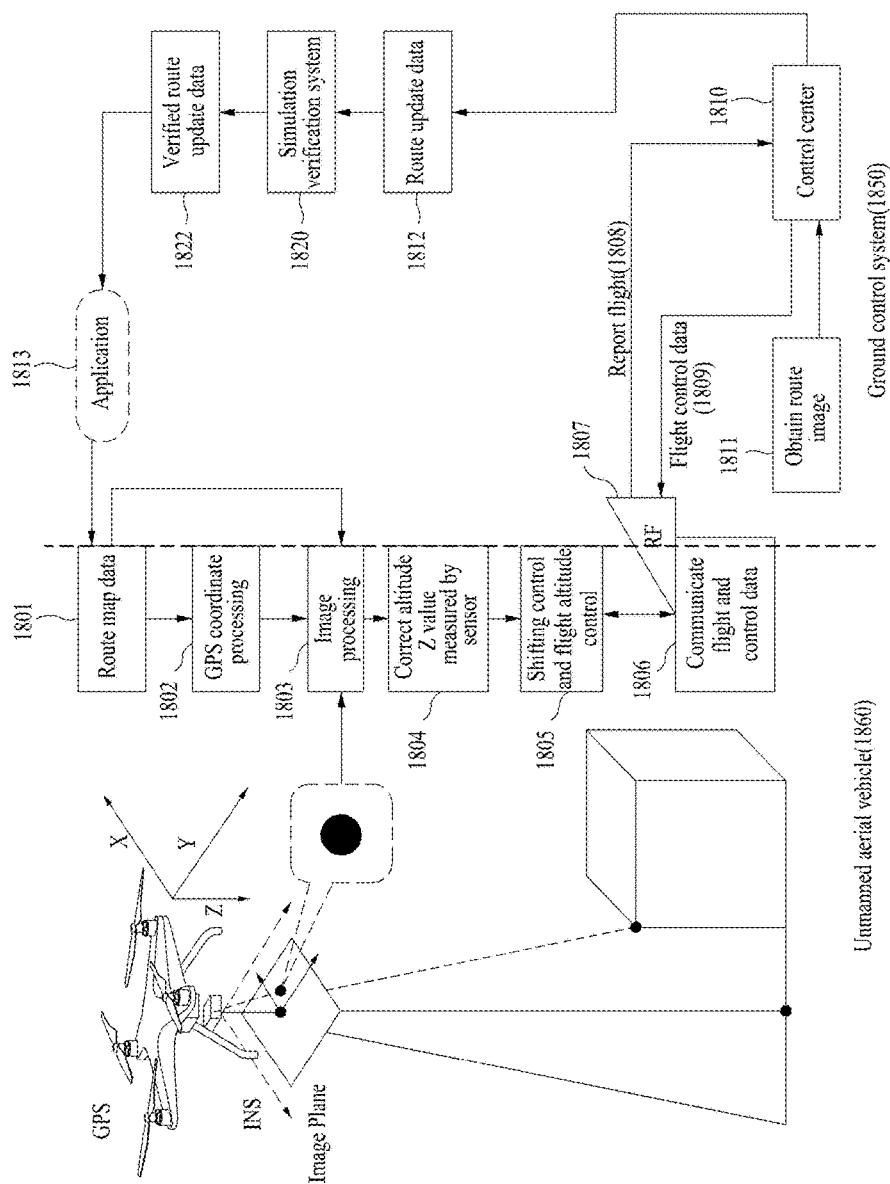 GPS
INS
Image Plane
X
Y
Z
Unmanned aerial vehicle(1860)
1801
Route map data
1802
GPS coordinate
processing
1803
Image
processing
1804
Correct altitude
Z value
measured by
sensor
1805
Shifting control
and flight altitude
control
1806
Communicate
flight and
control data
RF
1807
Report flight(1808)
Flight control data
(1809)
1811
Obtain route
image
1810
Control center
1812
Route update data
1820
Simulation
verification system
1822
Verified route
update data
1813
Application
Ground control system(1850)